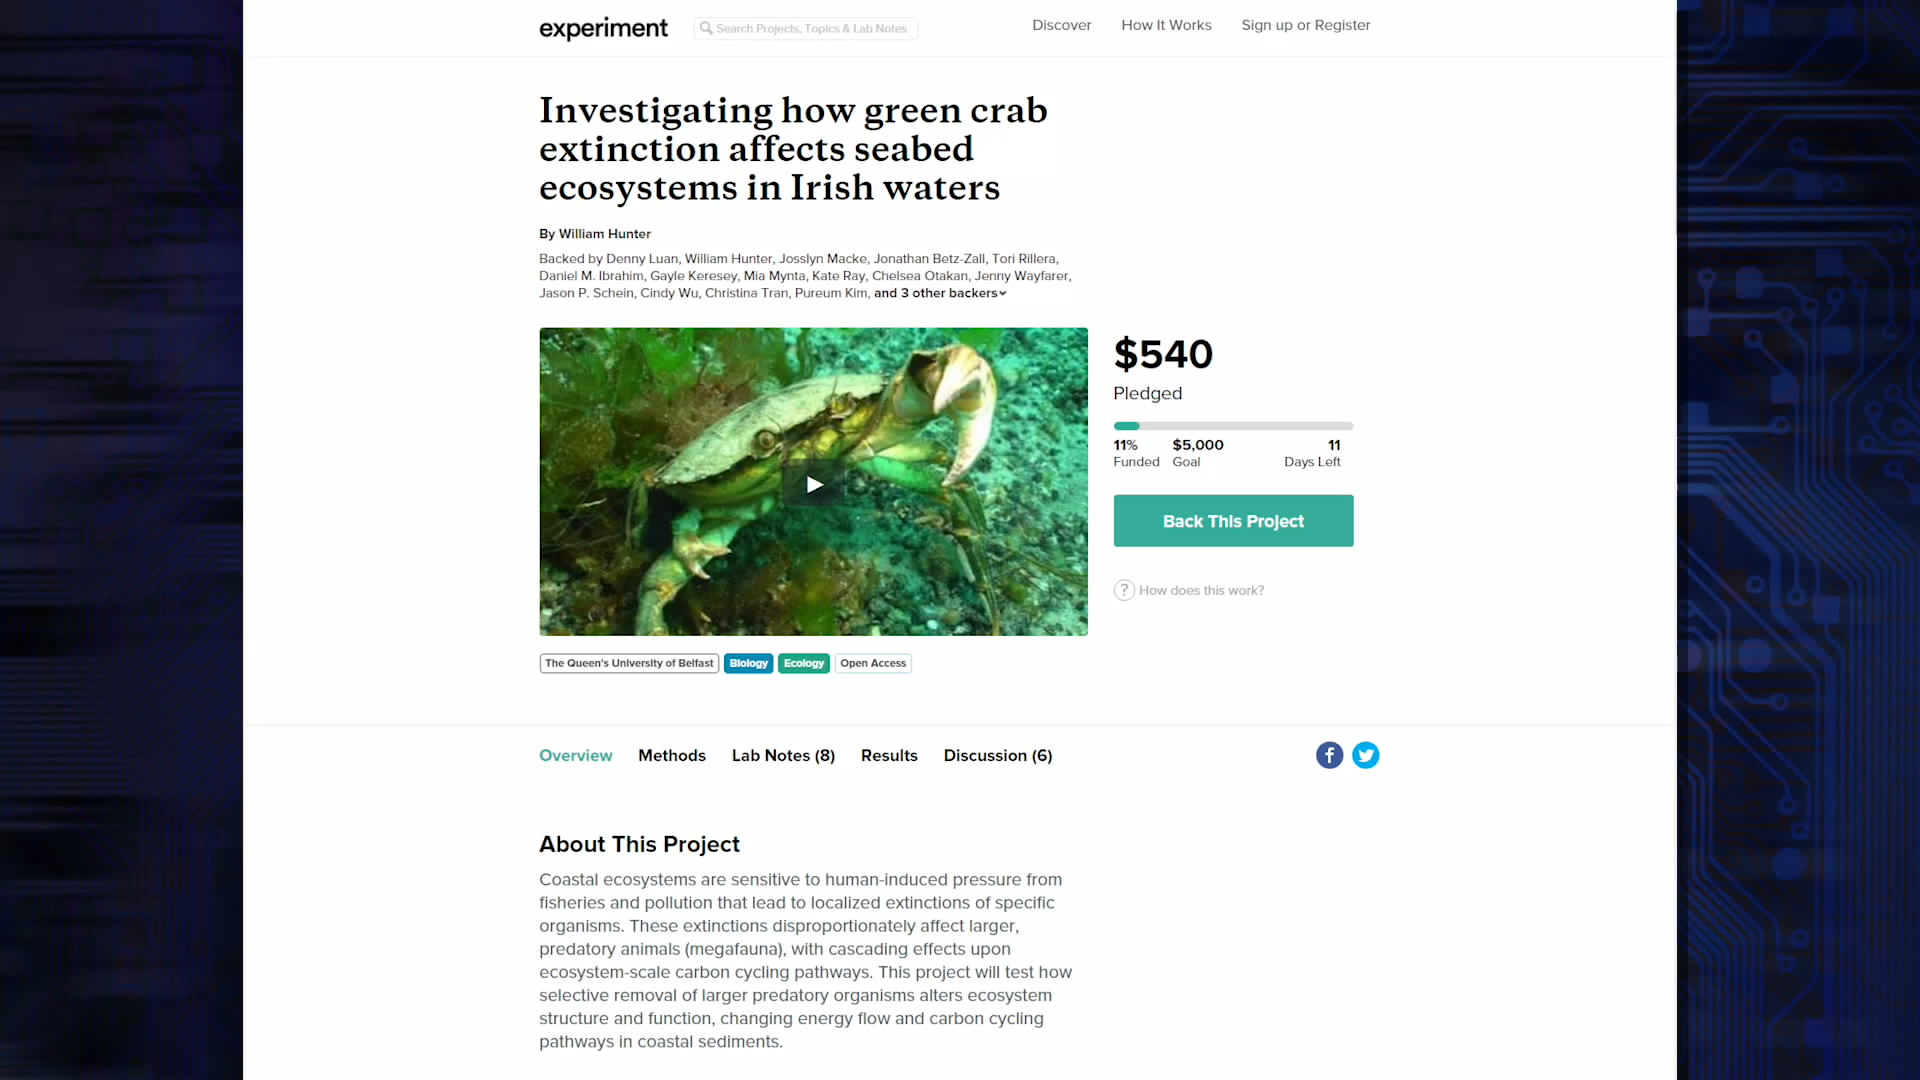 experiment
Search Projects, Topics & Lab Notes
Discover
How It Works
Sign up or Register
Investigating how green crab
extinction affects seabed
ecosystems in Irish waters
By William Hunter
Backed by Denny Luan, William Hunter, Josslyn Macke, Jonathan Betz-Zall, Tori Rillera,
Daniel M. Ibrahim, Gayle Keresey, Mia Mynta, Kate Ray, Chelsea Otakan, Jenny Wayfarer,
Jason P. Schein, Cindy Wu, Christina Tran, Pureum Kim, and 3 other backers
$540
Pledged
11% $5,000 11
Funded Goal Days Left
Back This Project
? How does this work?
The Queen's University of Belfast Biology Ecology Open Access
Overview Methods Lab Notes (8) Results Discussion (6)
About This Project
Coastal ecosystems are sensitive to human-induced pressure from
fisheries and pollution that lead to localized extinctions of specific
organisms. These extinctions disproportionately affect larger,
predatory animals (megafauna), with cascading effects upon
ecosystem-scale carbon cycling pathways. This project will test how
selective removal of larger predatory organisms alters ecosystem
structure and function, changing energy flow and carbon cycling
pathways in coastal sediments.